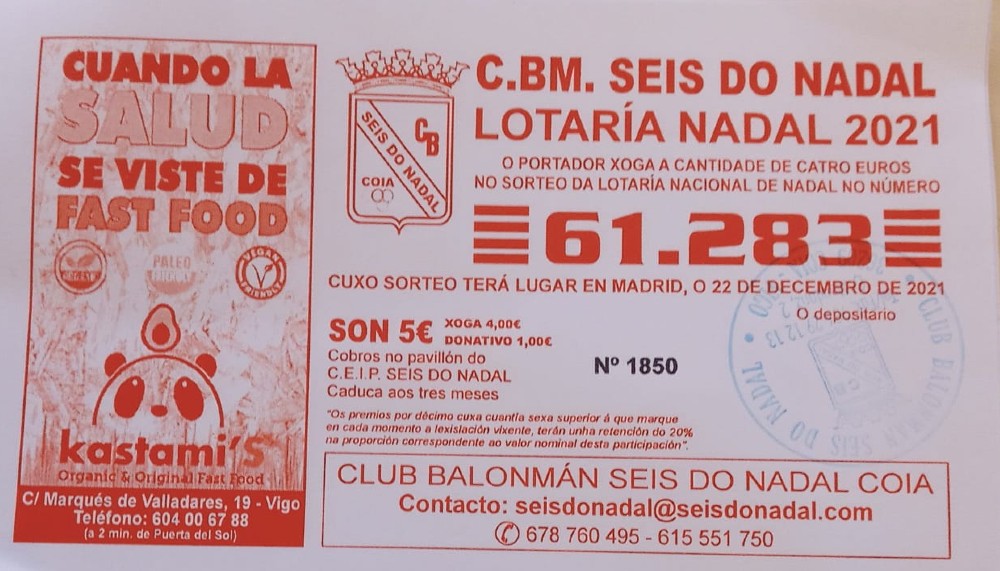 CUANDO LA
SALUD
SE VISTE DE
FAST FOOD
PALEO
VEGAN
FRIENDLY
kastami'S
Organic & Original Fast Food
C/ Marqués de Valladares, 19 - Vigo
Teléfono: 604 00 67 88
(a 2 min. de Puerta del Sol)
SEIS DO NADAL
CB
COIA
C.BM. SEIS DO NADAL
LOTARÍA NADAL 2021
O PORTADOR XOGA A CANTIDADE DE CATRO EUROS
NO SORTEO DA LOTARÍA NACIONAL DE NADAL NO NÚMERO
61.283
CUXO SORTEO TERÁ LUGAR EN MADRID, O 22 DE DECEMBRO DE 2021
O depositario
SON 5€
XOGA 4,00€
DONATIVO 1,00€
Cobros no pavillón do
C.E.I.P. SEIS DO NADAL
Caduca aos tres meses
Nº 1850
"Os premios por décimo cuxa cuantía sexa superior á que marque
en cada momento a lexislación vixente, terán unha retención do 20%
na proporción correspondente ao valor nominal desta participación".
CLUB BALONMÁN SEIS DO NADAL
CLUB BALONMÁN SEIS DO NADAL COIA
Contacto: seisdonadal@seisdonadal.com
678 760 495 - 615 551 750